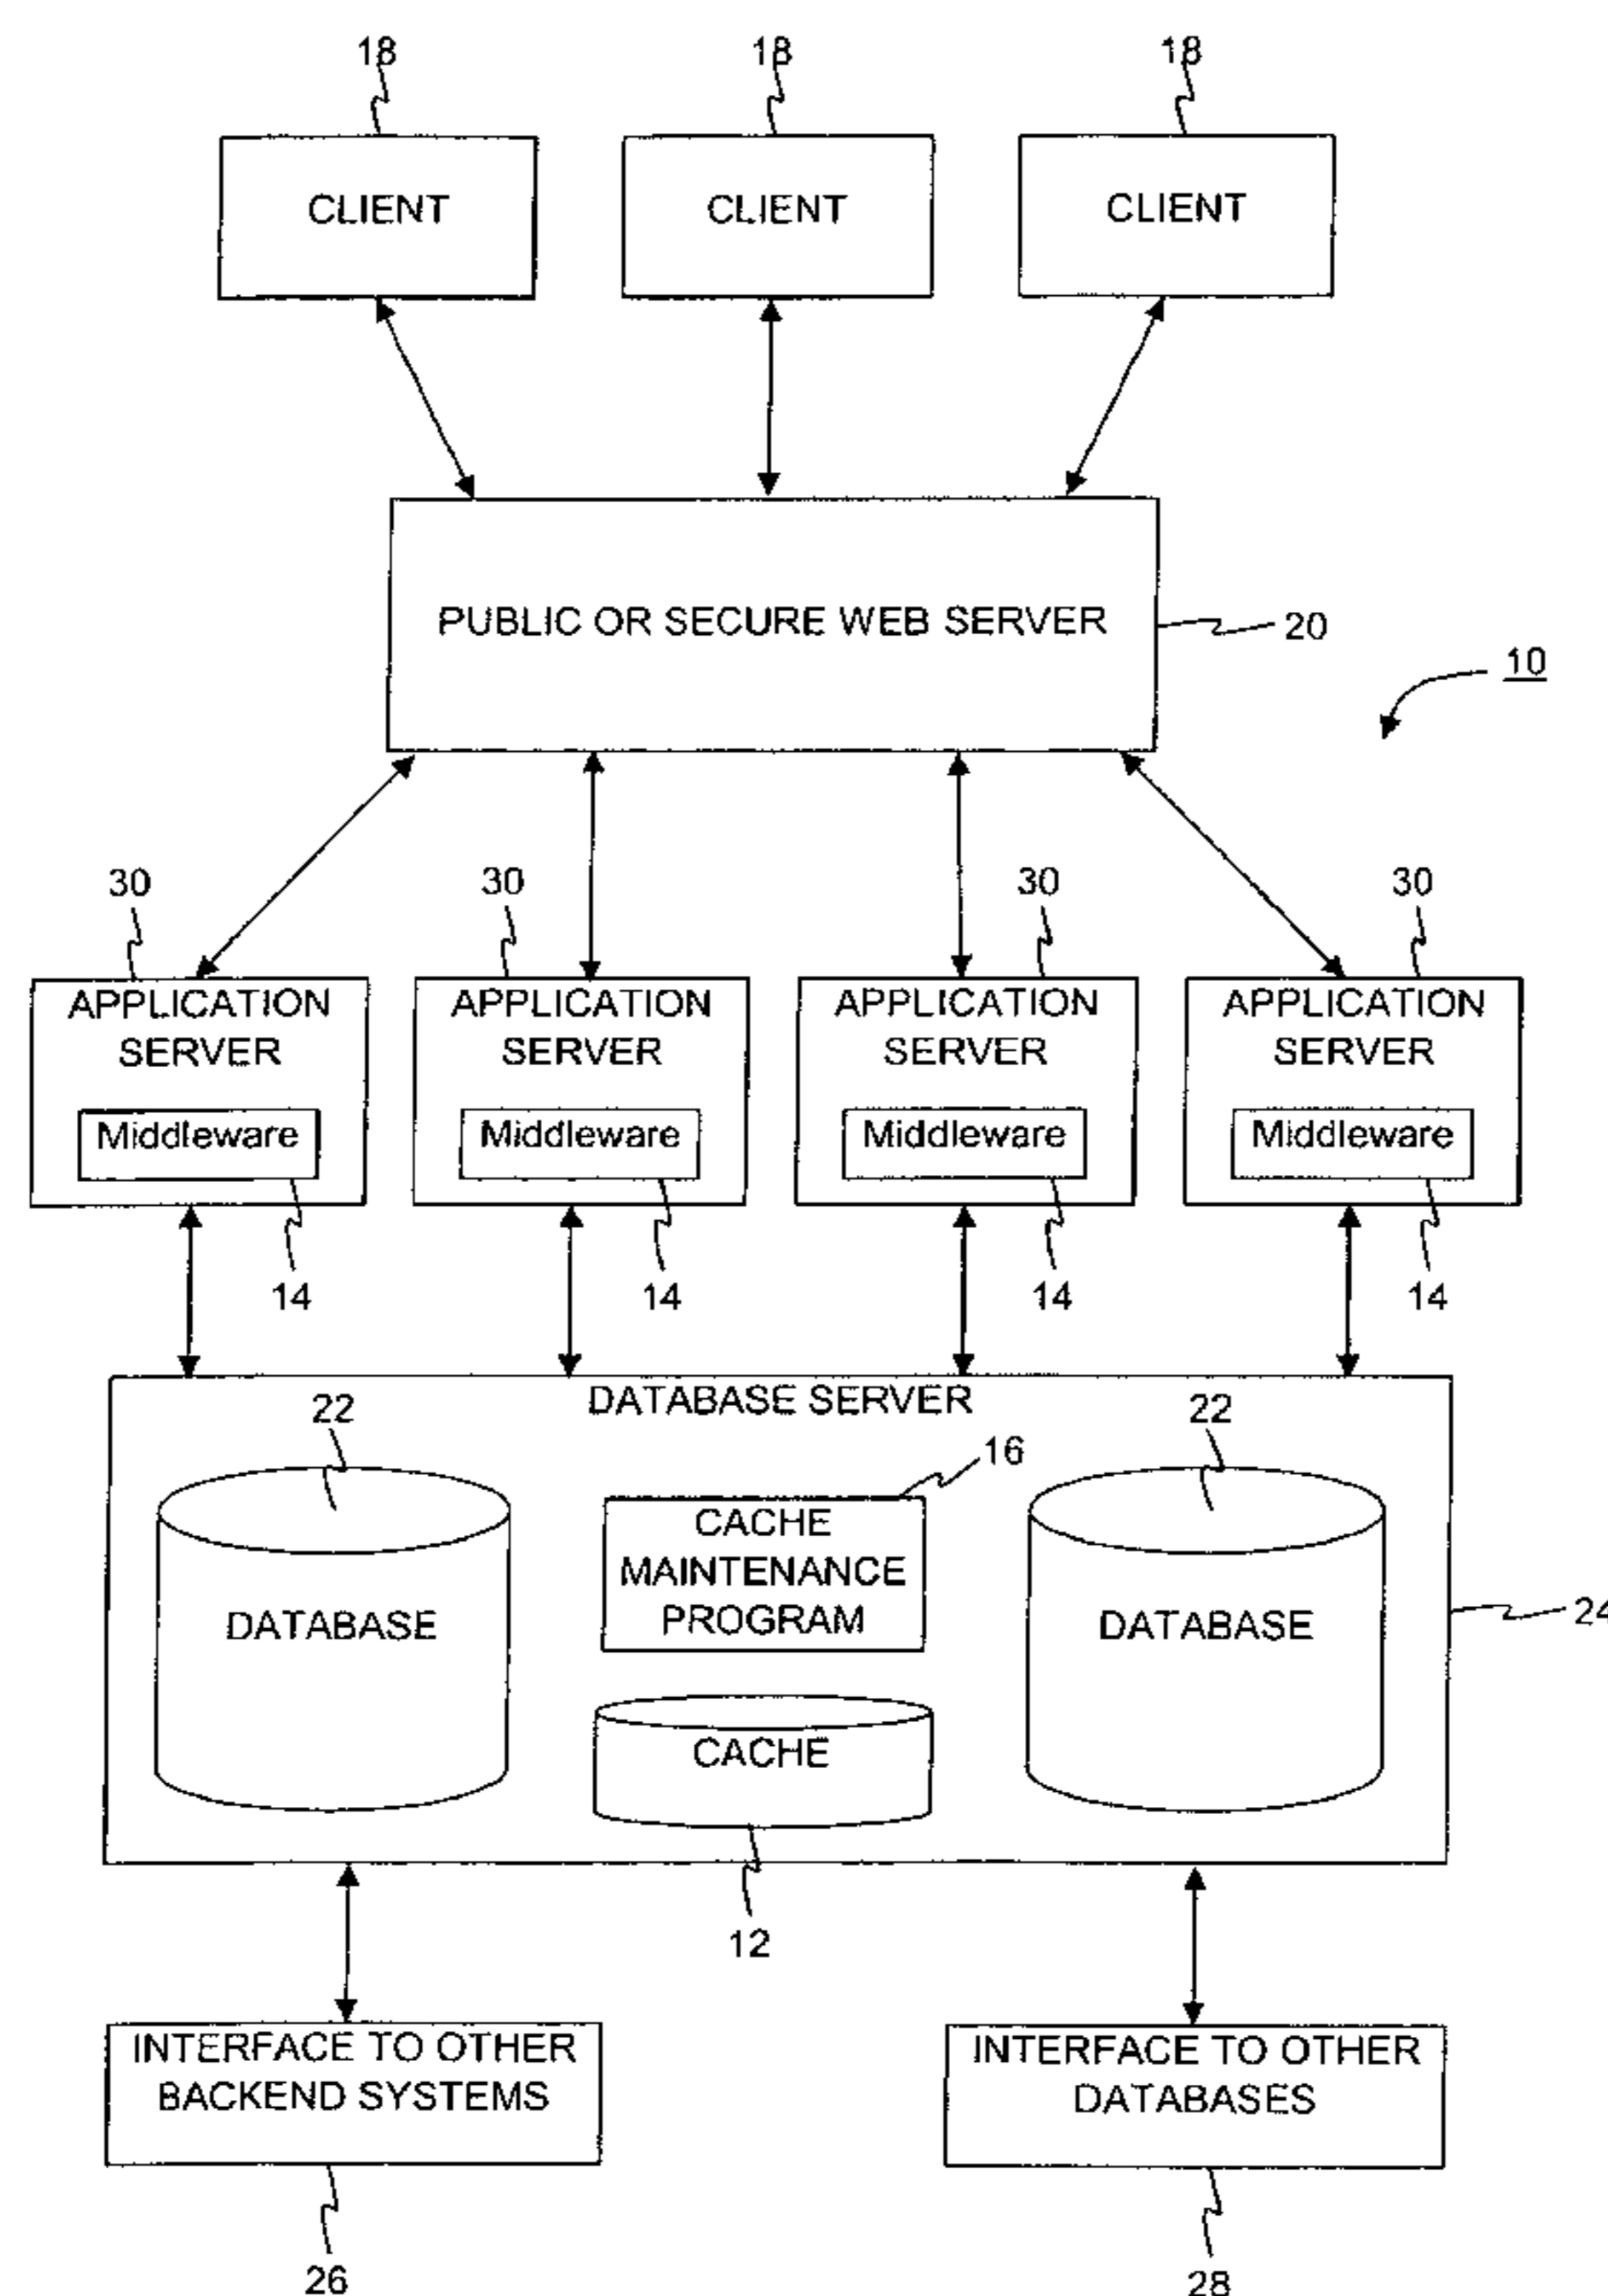 18
18
18
CLIENT
CLIENT
CLIENT
PUBLIC OR SECURE WEB SERVER
20
10
30
30
30
30
APPLICATION
SERVER
Middleware
APPLICATION
SERVER
Middleware
APPLICATION
SERVER
Middleware
APPLICATION
SERVER
Middleware
14
14
14
14
DATABASE SERVER
22
22
16
CACHE
MAINTENANCE
PROGRAM
DATABASE
DATABASE
24
CACHE
12
INTERFACE TO OTHER
BACKEND SYSTEMS
INTERFACE TO OTHER
DATABASES
26
28